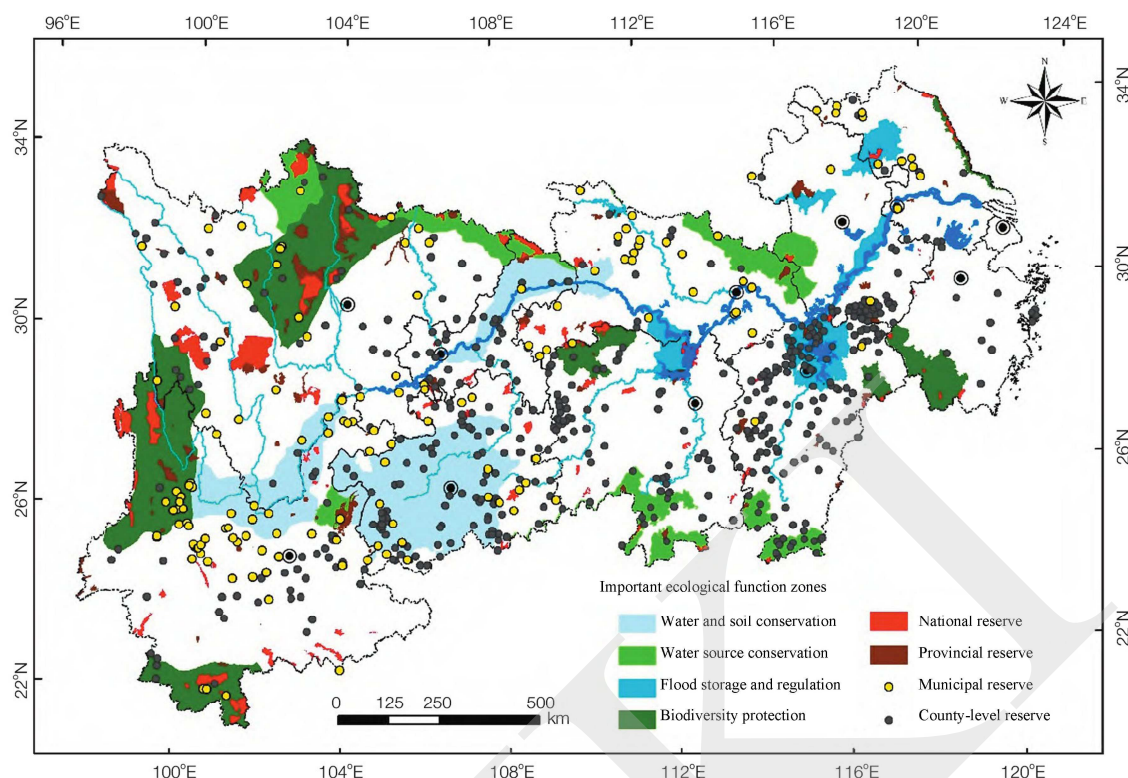 96°E 100°E 104°E 108°E 112°E 116°E 120°E 124°E
34°N
34°N
N
W E
S
30°N
30°N
26°N
26°N
22°N
22°N
Important ecological function zones
Water and soil conservation National reserve
Water source conservation Provincial reserve
Flood storage and regulation Municipal reserve
Biodiversity protection County-level reserve
0 125 250 500
km
100°E 104°E 108°E 112°E 116°E 120°E